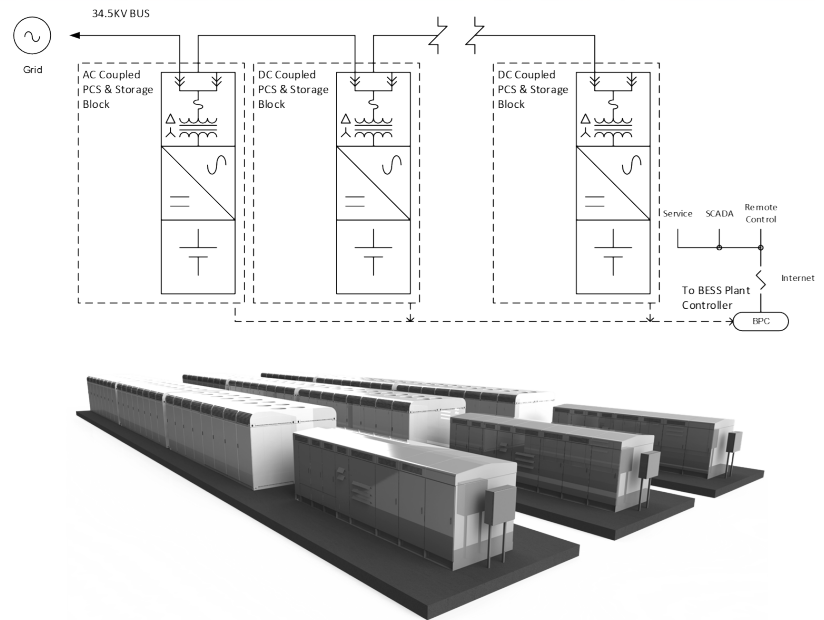 34.5KV BUS
Grid
AC Coupled
PCS & Storage
Block
DC Coupled
PCS & Storage
Block
DC Coupled
PCS & Storage
Block
Service
SCADA
Remote
Control
Internet
To BESS Plant
Controller
BPC